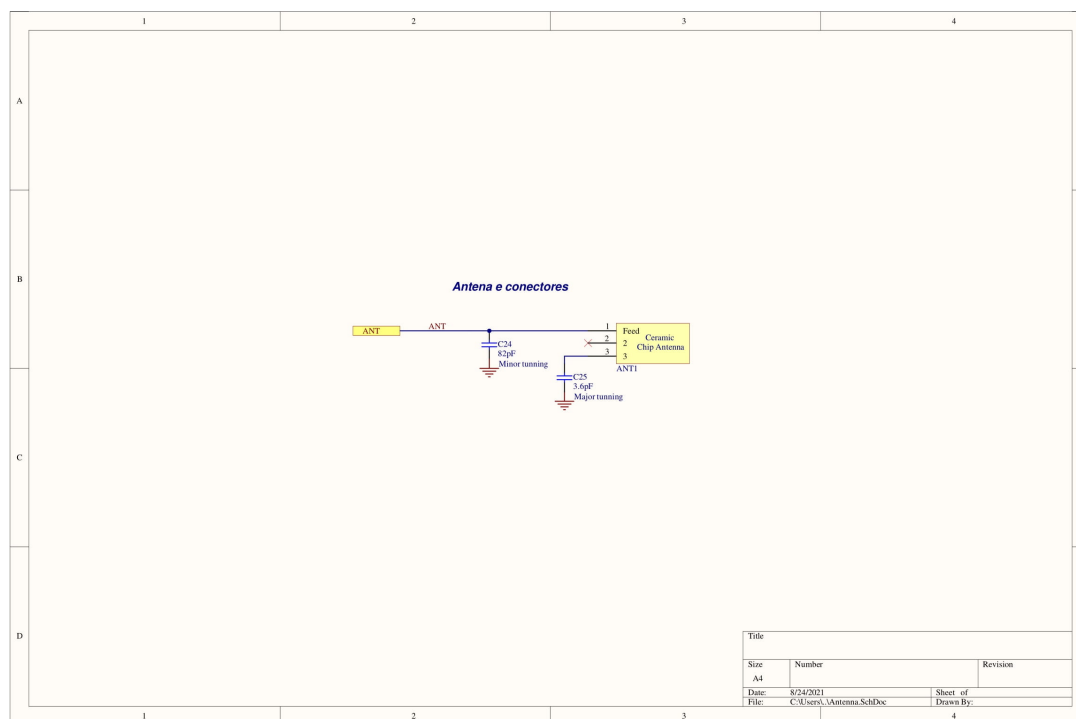 1 2 3 4
A
B
C
D
Antena e conectores
ANT
ANT
C24
82pF
Minor tunning
1
2
3
Feed
2
3
Ceramic
Chip Antenna
ANT1
C25
3.6pF
Major tunning
Title
Size Number Revision
A4
Date: 8/24/2021 Sheet of
File: C:\Users\..\Antenna.SchDoc Drawn By:
1 2 3 4